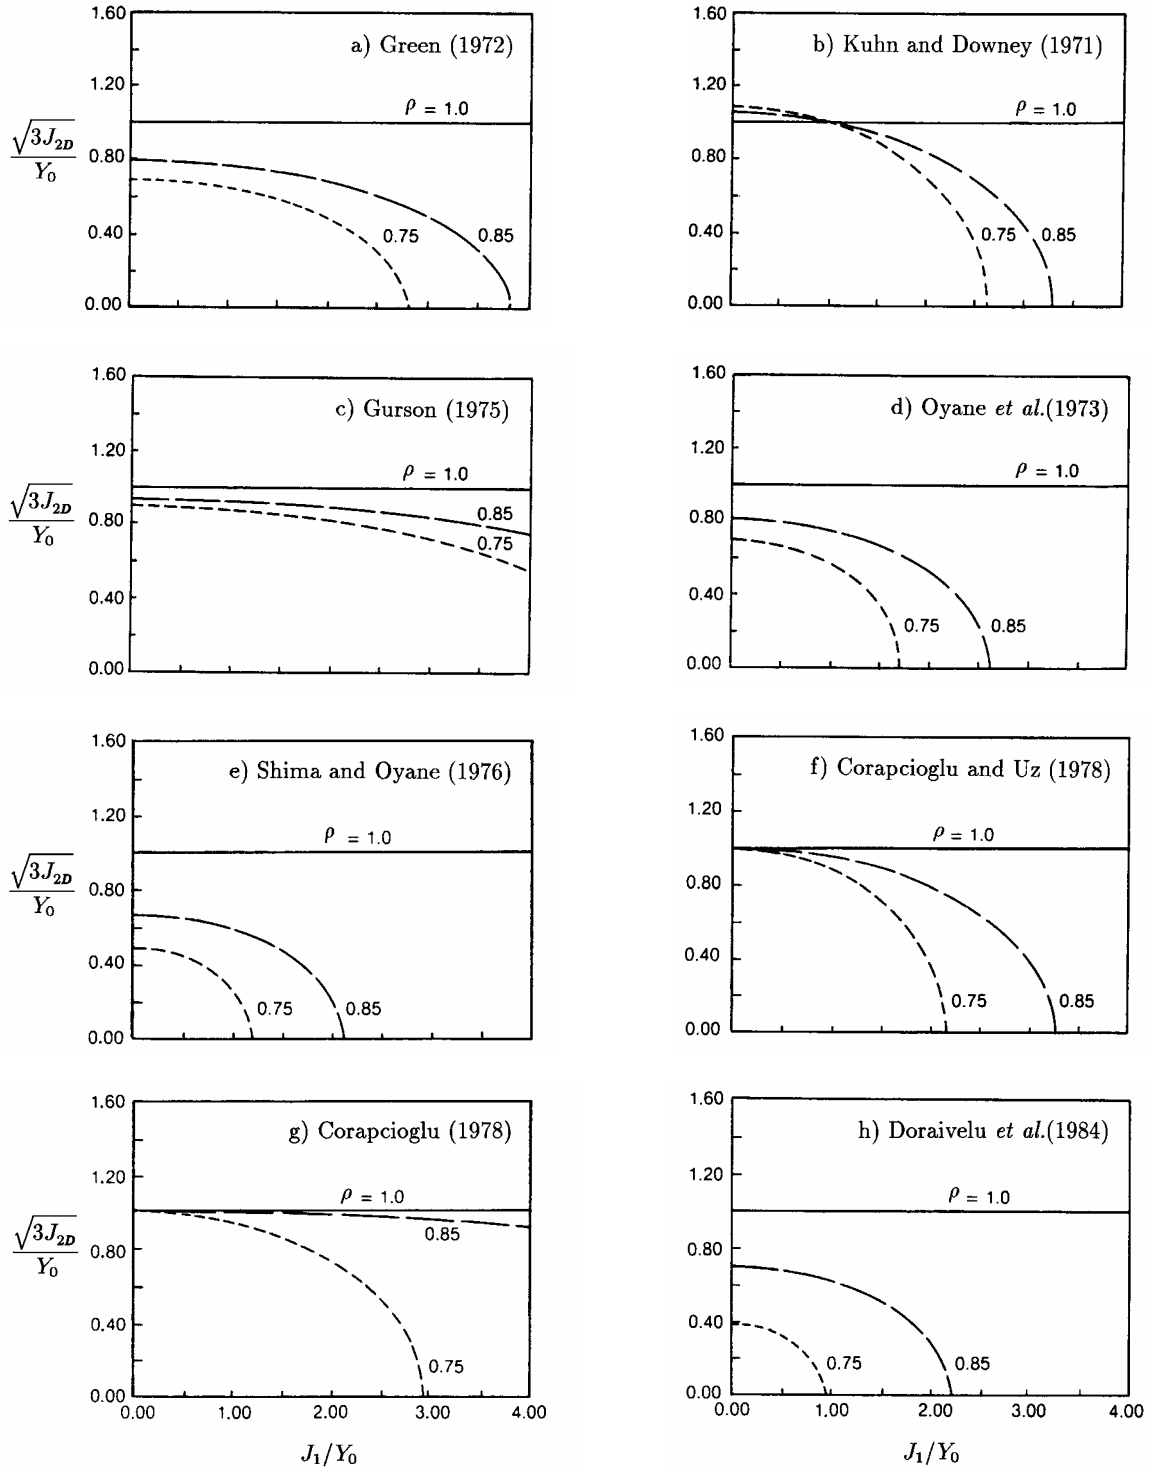 a) Green (1972)
1.60
1.20
0.80
0.40
0.00
√3J2D
Y0
ρ = 1.0
0.75
0.85
b) Kuhn and Downey (1971)
1.60
1.20
0.80
0.40
0.00
ρ = 1.0
0.75
0.85
c) Gurson (1975)
1.60
1.20
0.80
0.40
0.00
√3J2D
Y0
ρ = 1.0
0.85
0.75
d) Oyane et al.(1973)
1.60
1.20
0.80
0.40
0.00
ρ = 1.0
0.75
0.85
e) Shima and Oyane (1976)
1.60
1.20
0.80
0.40
0.00
√3J2D
Y0
ρ = 1.0
0.75
0.85
f) Corapcioglu and Uz (1978)
1.60
1.20
0.80
0.40
0.00
ρ = 1.0
0.75
0.85
g) Corapcioglu (1978)
1.60
1.20
0.80
0.40
0.00
√3J2D
Y0
ρ = 1.0
0.85
0.75
0.00 1.00 2.00 3.00 4.00
J1/Y0
h) Doraivelu et al.(1984)
1.60
1.20
0.80
0.40
0.00
ρ = 1.0
0.75
0.85
0.00 1.00 2.00 3.00 4.00
J1/Y0